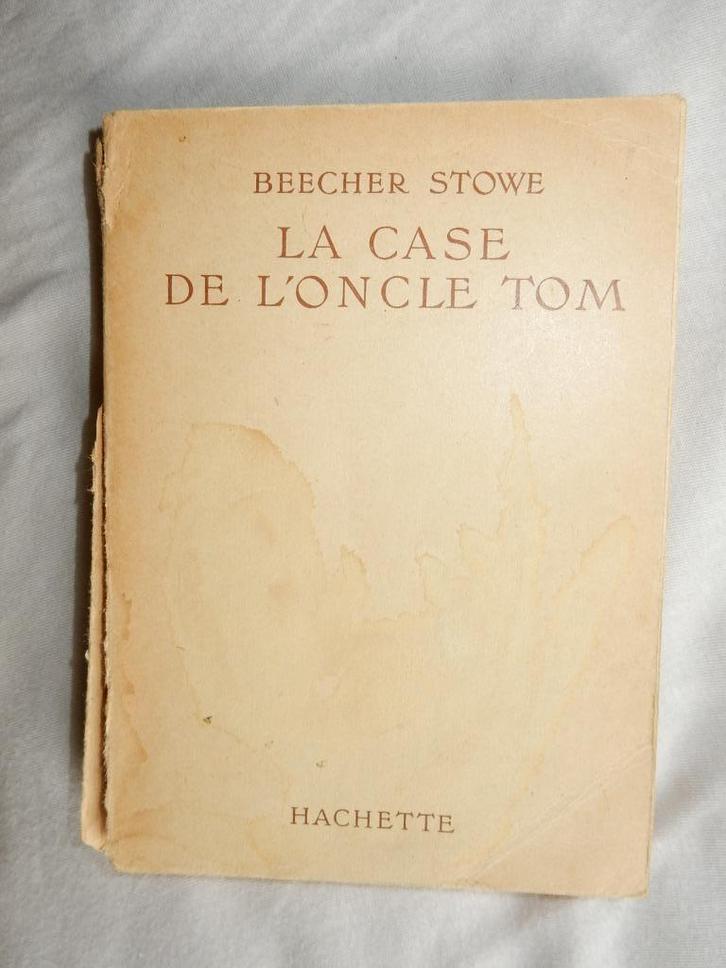 BEECHER STOWE
LA CASE
DE L'ONCLE TOM
HACHETTE